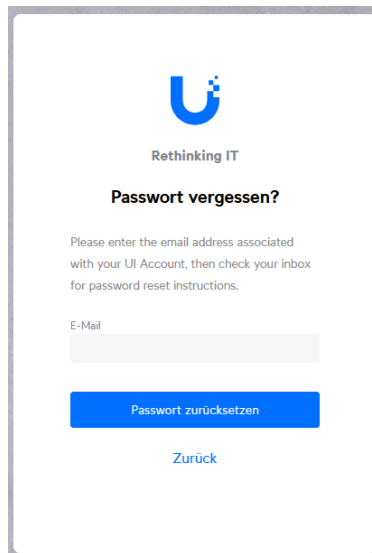 Rethinking IT
Passwort vergessen?
Please enter the email address associated
with your UI Account, then check your inbox
for password reset instructions.
E-Mail
Passwort zurücksetzen
Zurück